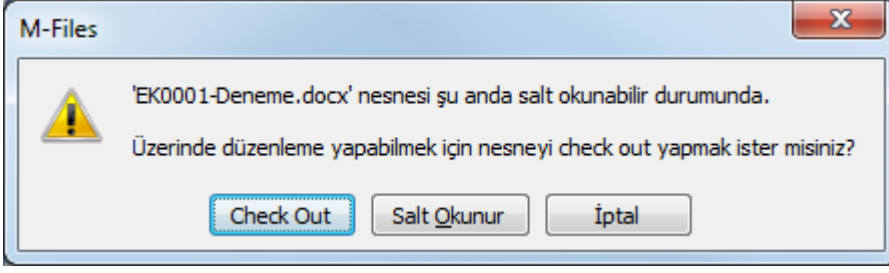 M-Files
'EK0001-Deneme.docx' nesnesi şu anda salt okunabilir durumunda.
Üzerinde düzenleme yapabilmek için nesneyi check out yapmak ister misiniz?
Check Out
Salt Okunur
İptal